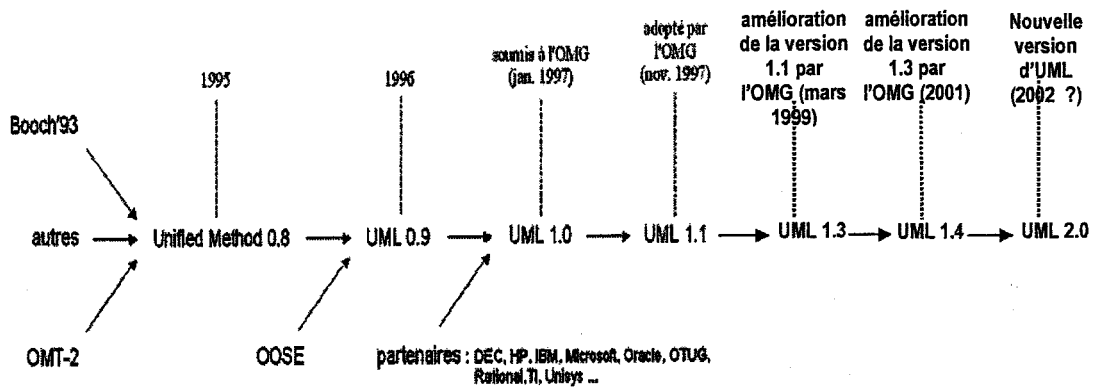 1995
1996
soumis à l'OMG
(jan. 1997)
adopté par
l'OMG
(nov. 1997)
amélioration
de la version
1.1 par
l'OMG (mars
1999)
amélioration
de la version
1.3 par
l'OMG (2001)
Nouvelle
version
d'UML
(2002 ?)
Booch'93
autres
Unified Method 0.8
UML 0.9
UML 1.0
UML 1.1
UML 1.3
UML 1.4
UML 2.0
OMT-2
OOSE
partenaires : DEC, HP, IBM, Microsoft, Oracle, OTUG,
Rational,TI, Unisys ...